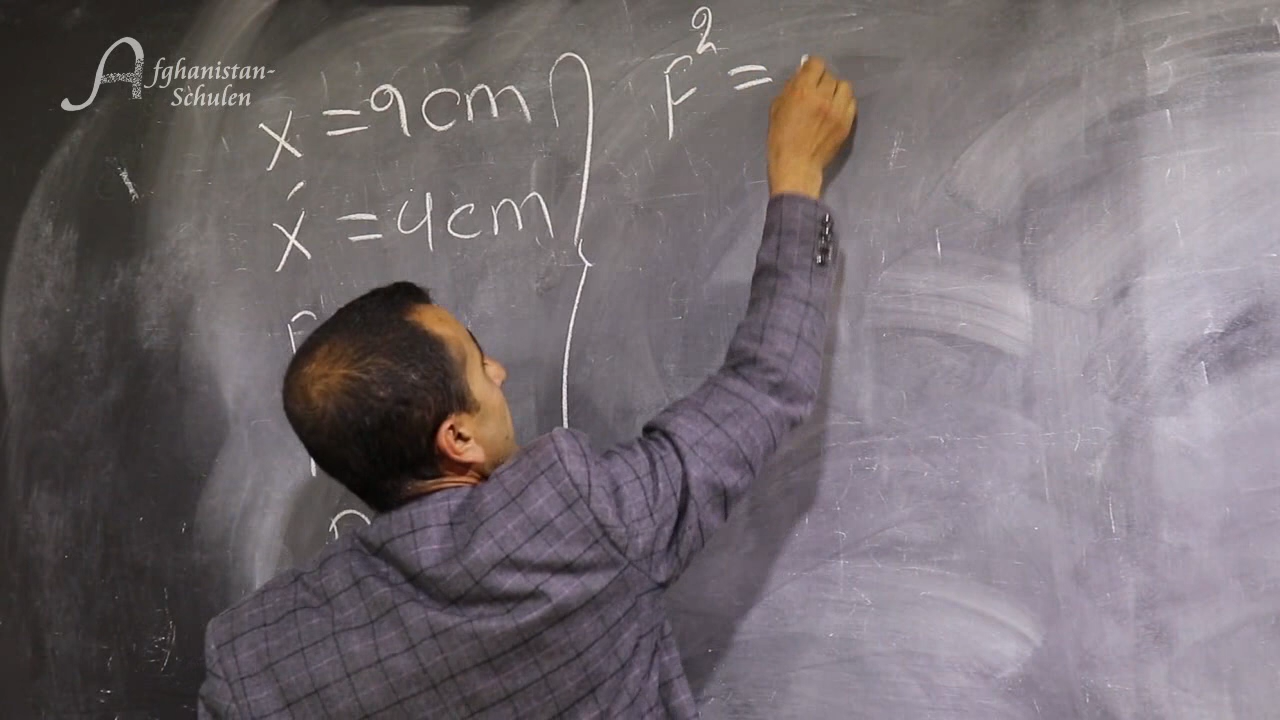 Afghanistan-
Schulen
x = 9cm
x́ = 4cm
F
F² =